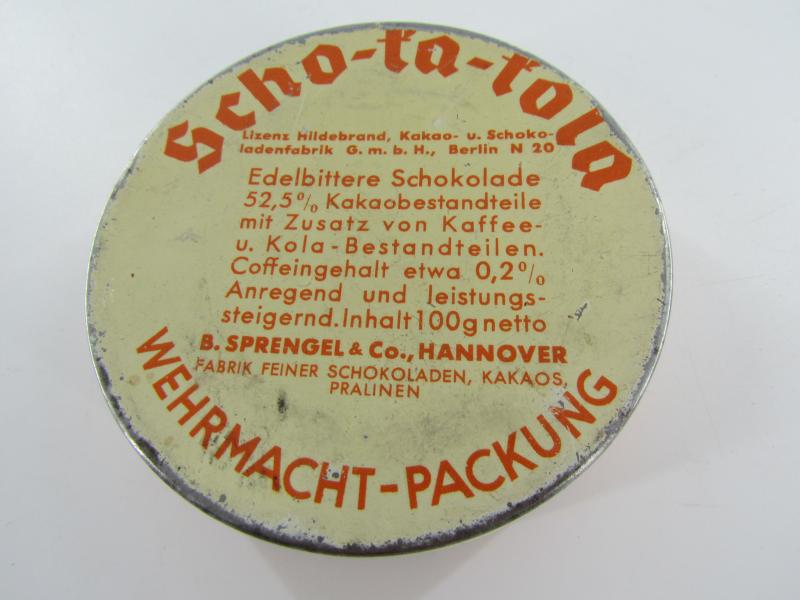 Scho-ka-kola
Lizenz Hildebrand, Kakao- u. Schoko-
ladenfabrik G.m.b.H., Berlin N 20
Edelbittere Schokolade
52,5% Kakaobestandteile
mit Zusatz von Kaffee-
u. Kola-Bestandteilen.
Coffeingehalt etwa 0,2%
Anregend und leistungs-
steigernd. Inhalt 100g netto
B. SPRENGEL & Co., HANNOVER
FABRIK FEINER SCHOKOLADEN, KAKAOS,
PRALINEN
WEHRMACHT-PACKUNG